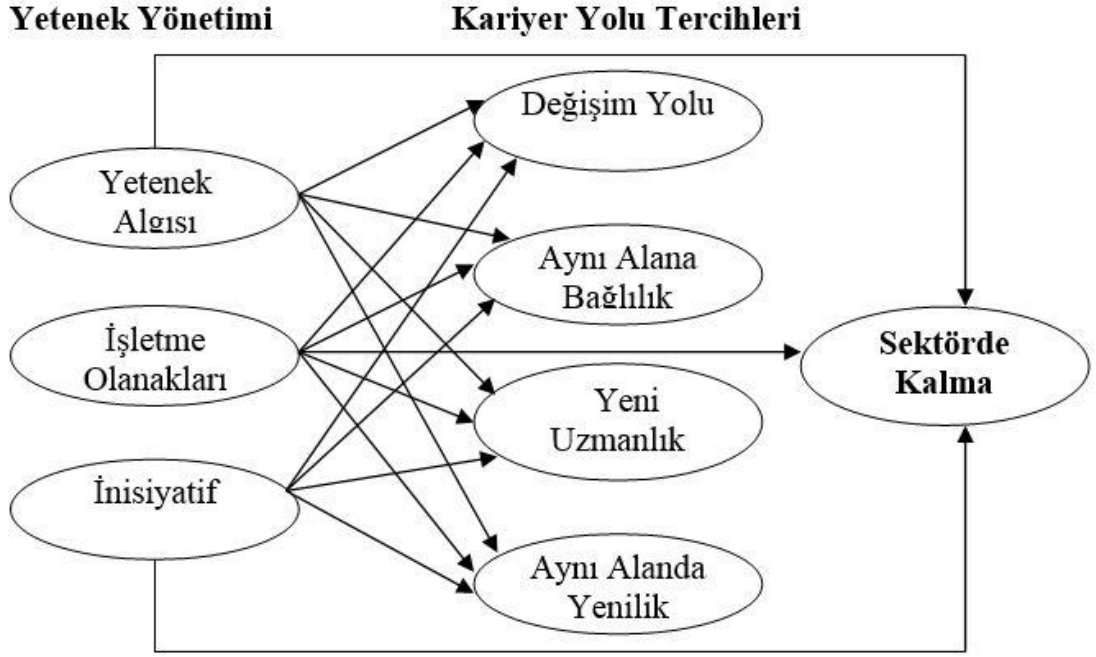 Yetenek Yönetimi
Kariyer Yolu Tercihleri
Değişim Yolu
Yetenek
Algısı
Aynı Alana
Bağlılık
İşletme
Olanakları
Sektörde
Kalma
Yeni
Uzmanlık
İnisiyatif
Aynı Alanda
Yenilik